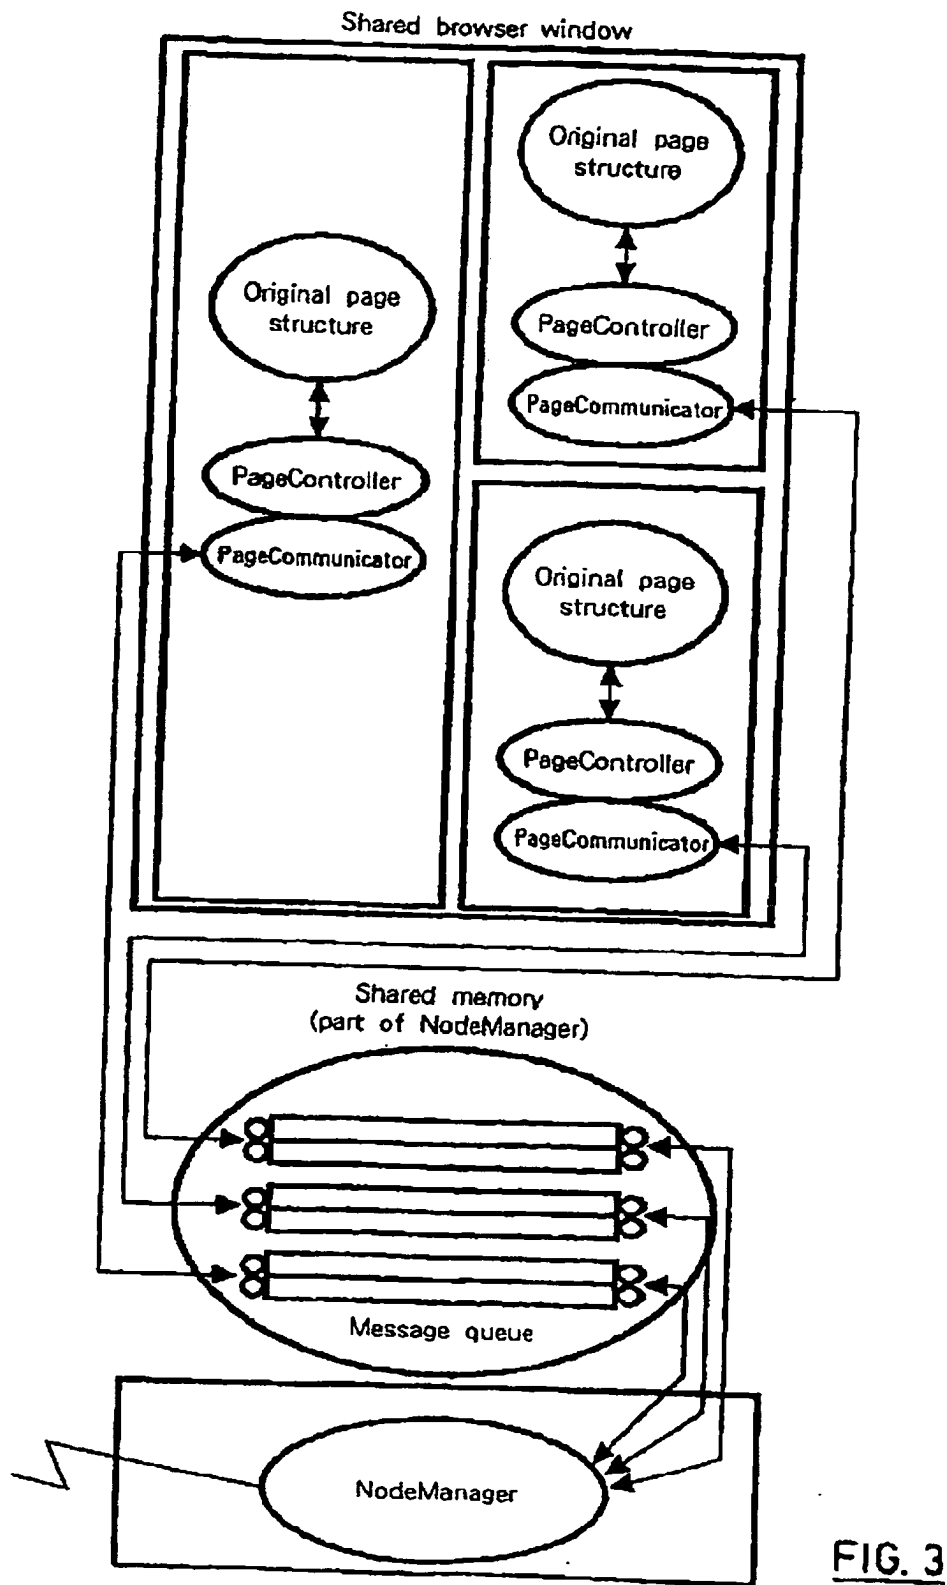 Shared browser window
Original page
structure
PageController
PageCommunicator
Original page
structure
PageController
PageCommunicator
Original page
structure
PageController
PageCommunicator
Shared memory
(part of NodeManager)
Message queue
NodeManager
FIG. 3